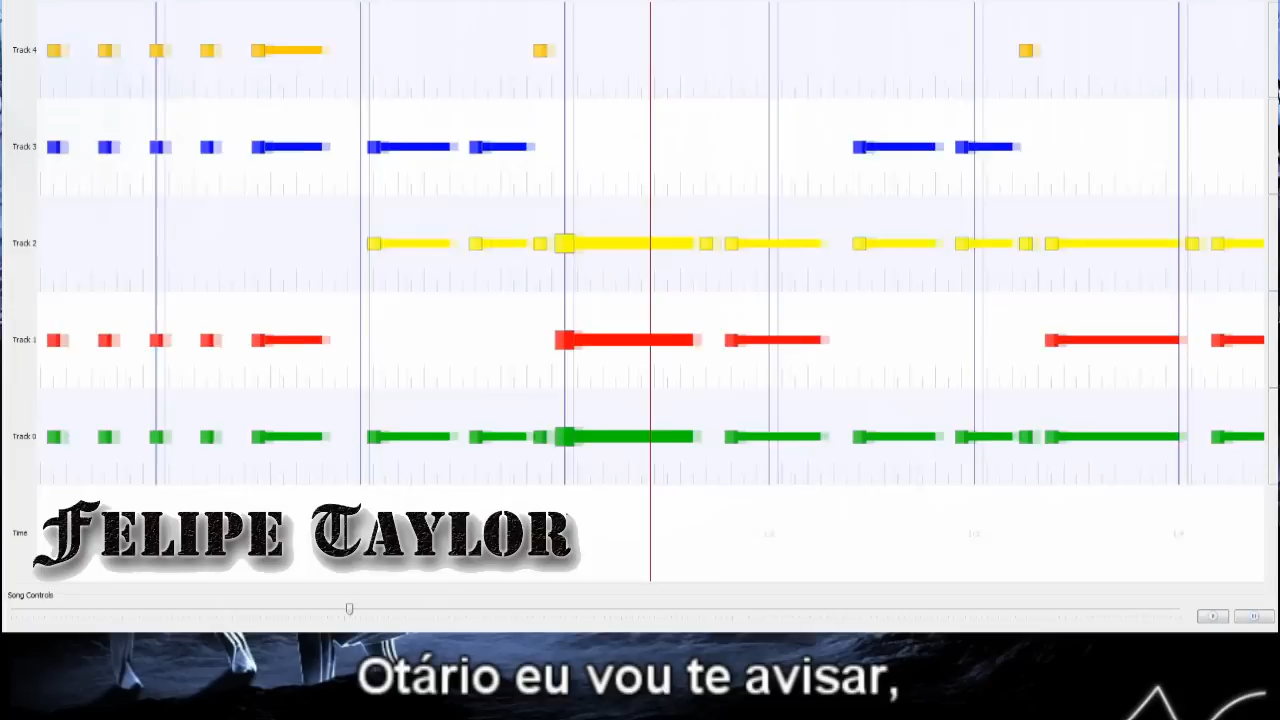 Track 4
Track 3
Track 2
Track 1
Track 0
FELIPE TAYLOR
Time
Song Controls
Otário eu vou te avisar,